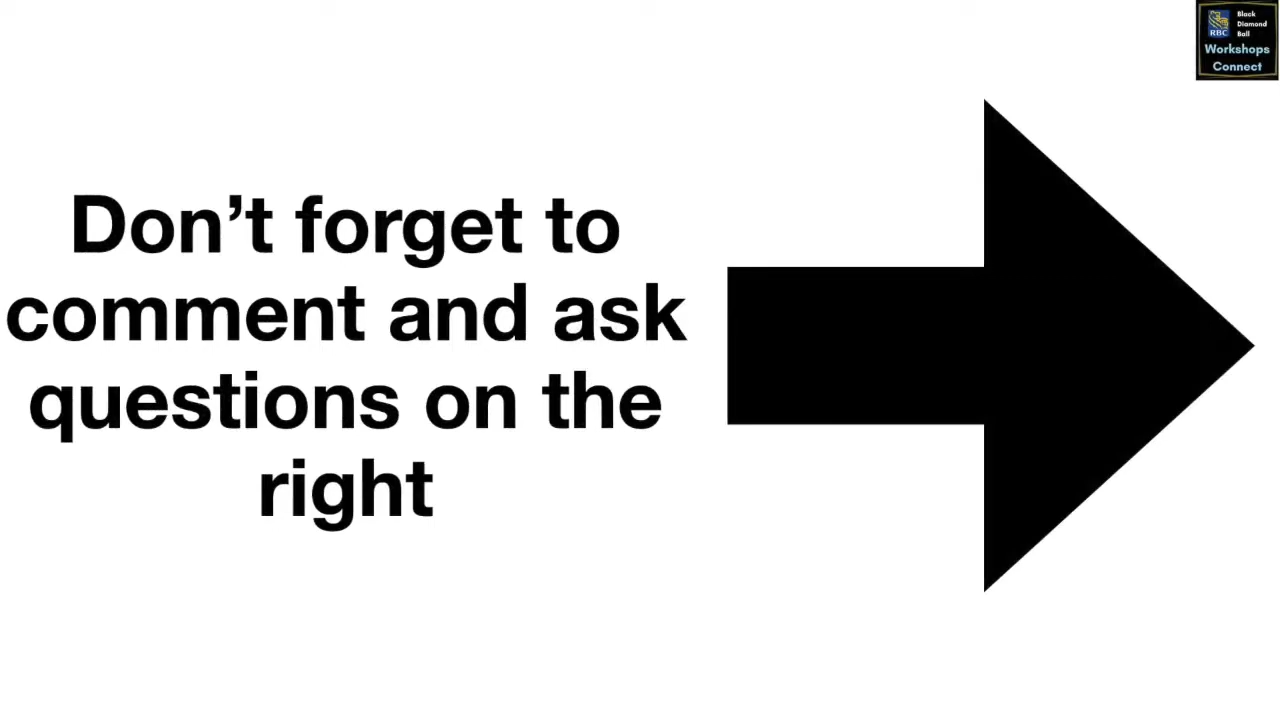 Black
Diamond
Ball
RBC
Workshops
Connect
Don’t forget to
comment and ask
questions on the
right